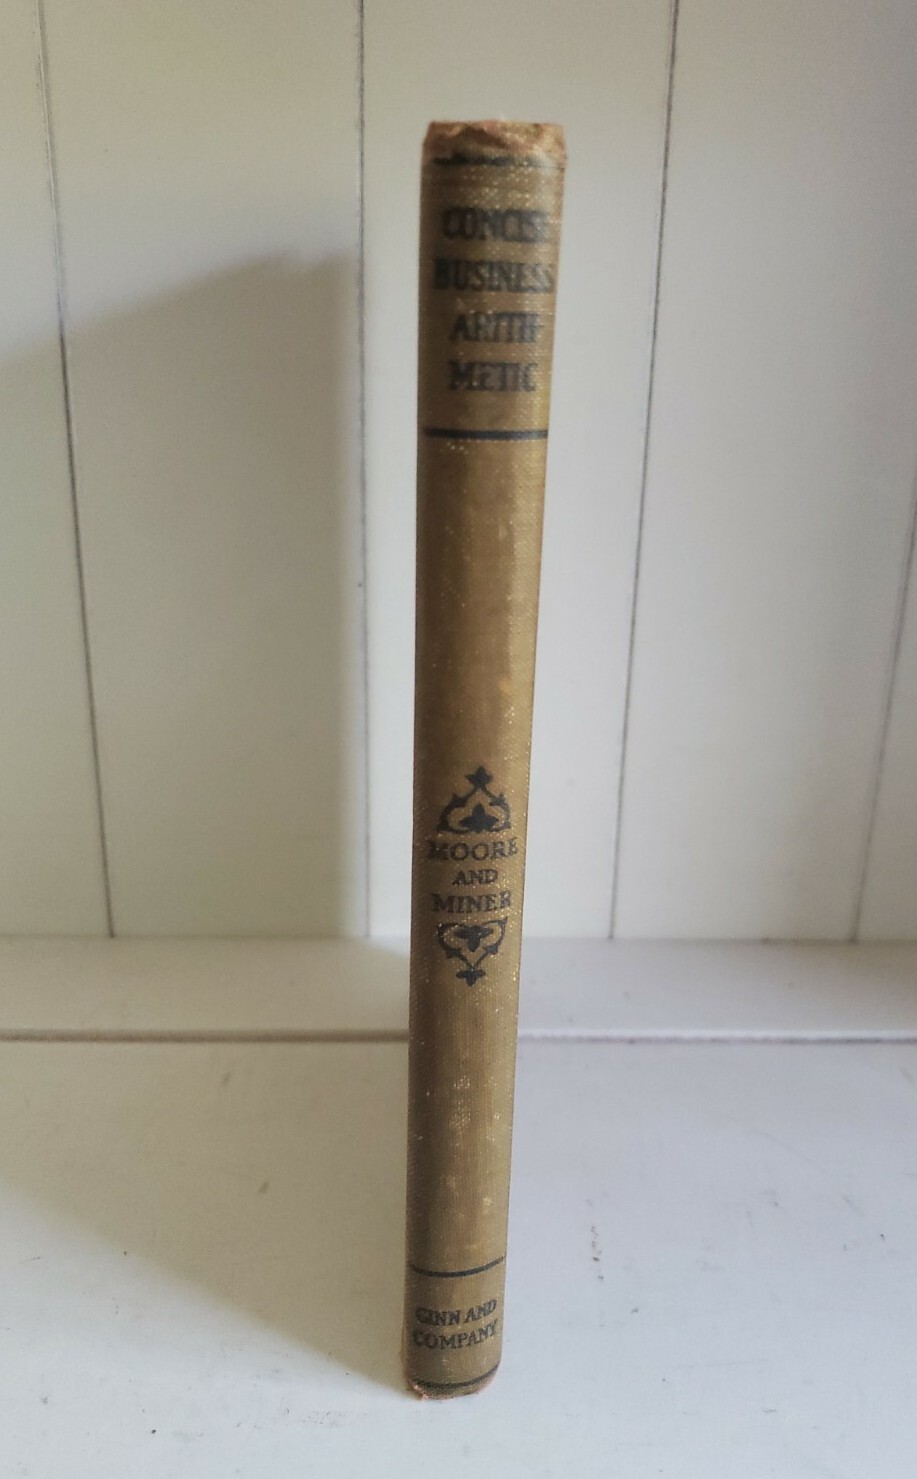 CONCISE
BUSINESS
ARITH-
METIC
MOORE
AND
MINER
GINN AND
COMPANY